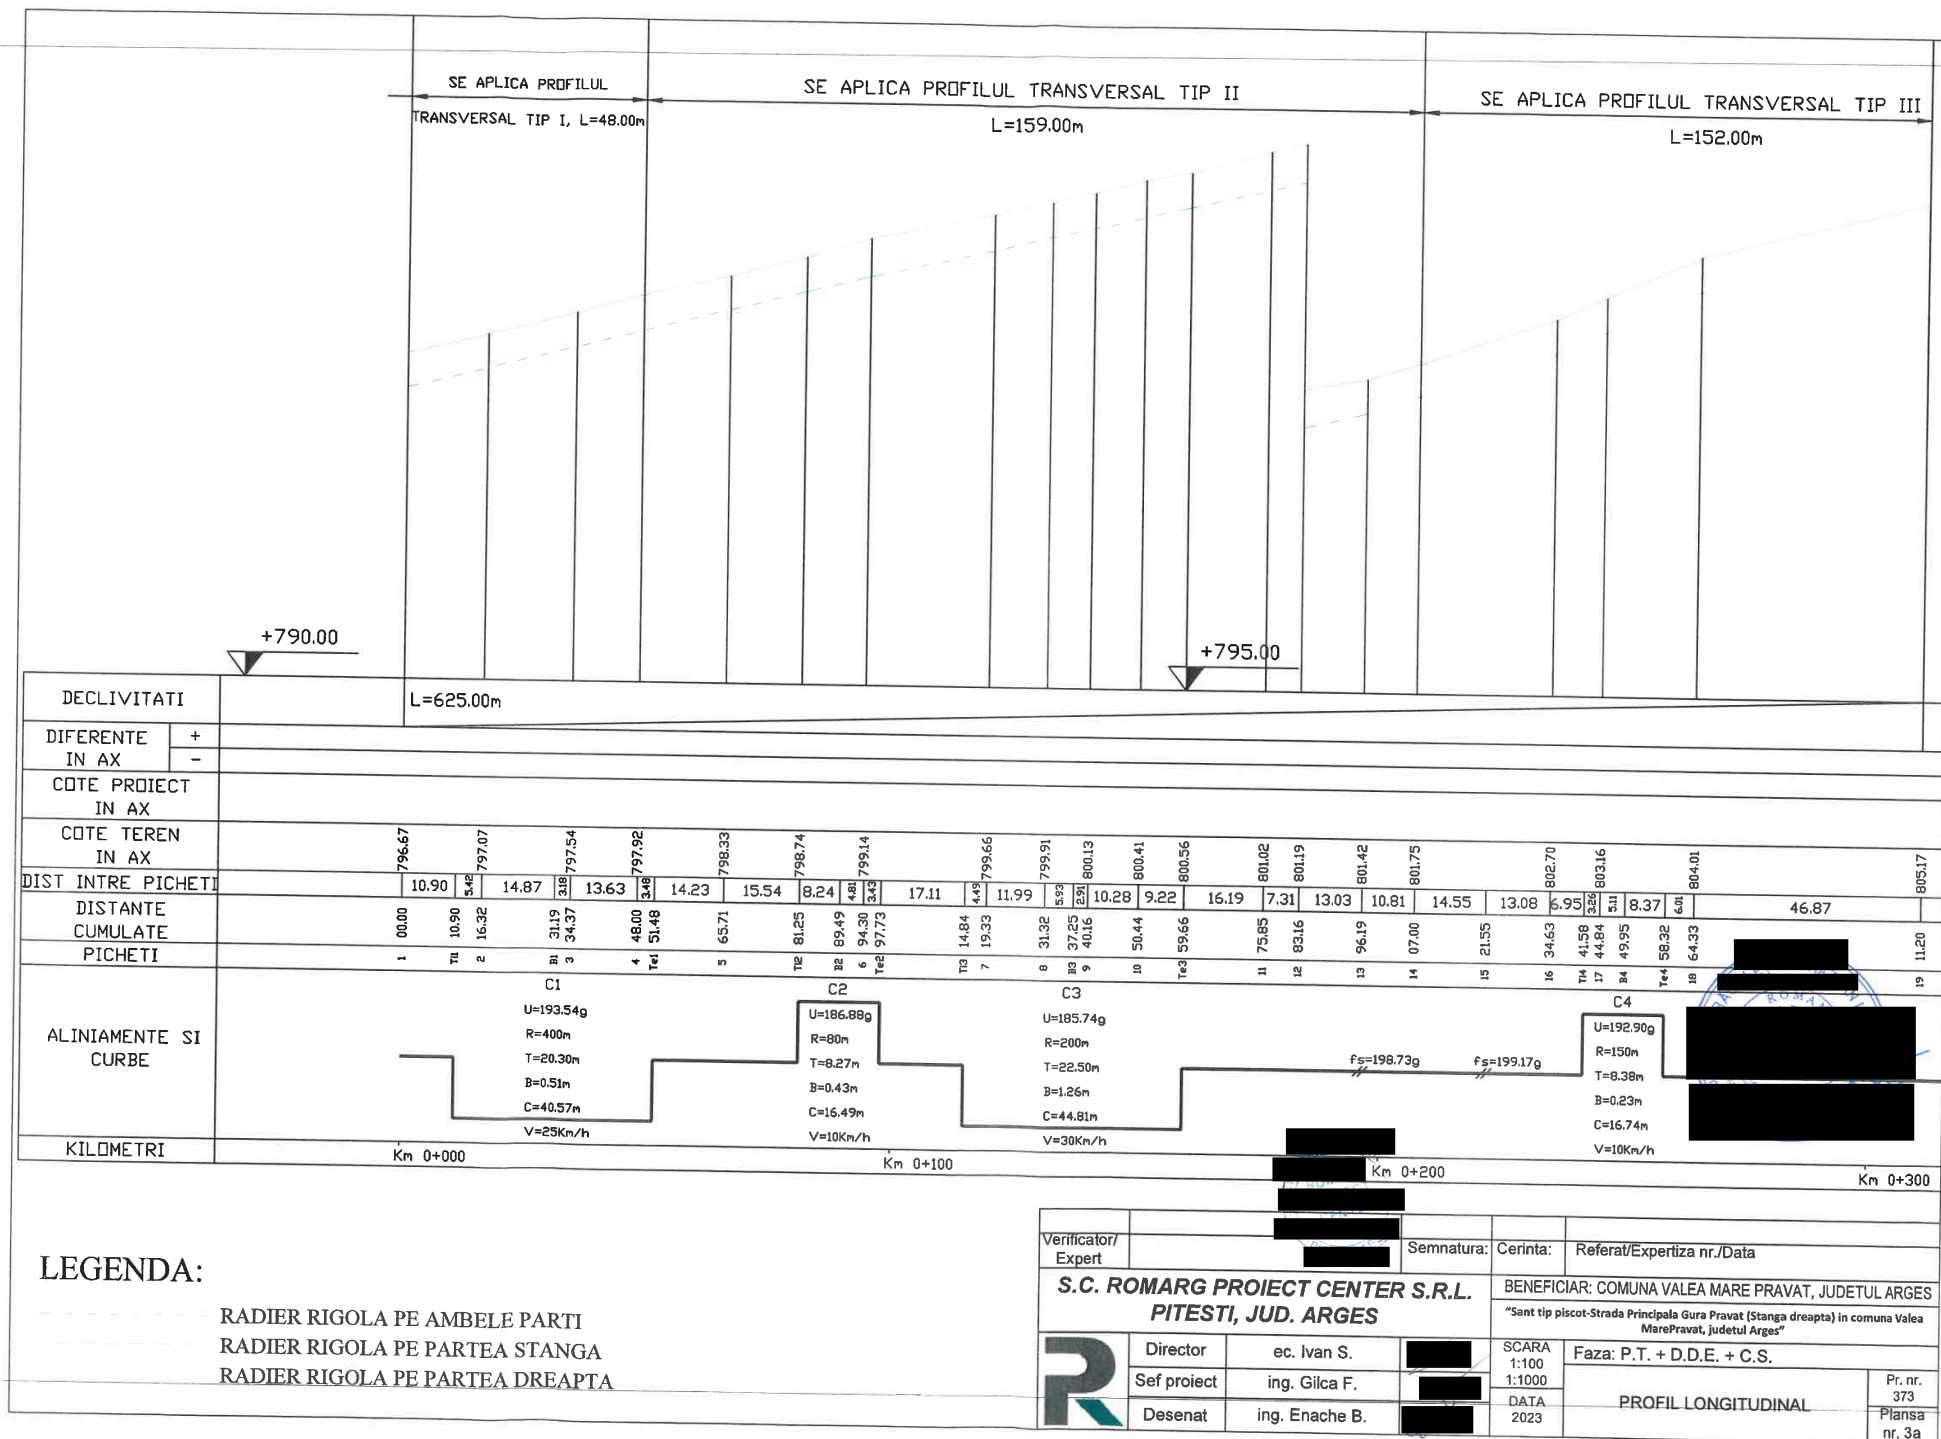 SE APLICA PROFILUL
TRANSVERSAL TIP I, L=48.00m
SE APLICA PROFILUL TRANSVERSAL TIP II
L=159.00m
SE APLICA PROFILUL TRANSVERSAL TIP III
L=152.00m
+790.00
+795.00
DECLIVITATI
L=625.00m
DIFERENTE IN AX
+
-
COTE PROIECT IN AX
COTE TEREN IN AX
796.67 797.07 797.54 797.92 798.33 798.74 799.14 799.66 799.91 800.13 800.41 800.56 801.02 801.19 801.42 801.75 802.70 803.16 804.01 805.17
DIST INTRE PICHETI
10.90 5.42 14.87 3.18 13.63 3.48 14.23 15.54 8.24 4.81 3.43 17.11 4.49 11.99 5.93 2.91 10.28 9.22 16.19 7.31 13.03 10.81 14.55 13.08 6.95 3.26 5.11 8.37 6.01 46.87
DISTANTE CUMULATE
00.00 10.90 16.32 31.19 34.37 48.00 51.48 65.71 81.25 89.49 94.30 97.73 14.84 19.33 31.32 37.25 40.16 50.44 59.66 75.85 83.16 96.19 07.00 21.55 34.63 41.58 44.84 49.95 58.32 64.33 11.20
PICHETI
1 Ti1 2 B1 3 4 Te1 5 Ti2 B2 6 Te2 Ti3 7 8 B3 9 10 Te3 11 12 13 14 15 16 Ti4 17 B4 Te4 18 19
ALINIAMENTE SI CURBE
C1
U=193.54g
R=400m
T=20.30m
B=0.51m
C=40.57m
V=25Km/h
C2
U=186.88g
R=80m
T=8.27m
B=0.43m
C=16.49m
V=10Km/h
C3
U=185.74g
R=200m
T=22.50m
B=1.26m
C=44.81m
V=30Km/h
fs=198.73g
fs=199.17g
C4
U=192.90g
R=150m
T=8.38m
B=0.23m
C=16.74m
V=10Km/h
KILOMETRI
Km 0+000
Km 0+100
Km 0+200
Km 0+300
LEGENDA:
RADIER RIGOLA PE AMBELE PARTI
RADIER RIGOLA PE PARTEA STANGA
RADIER RIGOLA PE PARTEA DREAPTA
Verificator/
Expert
Semnatura:
Cerinta:
Referat/Expertiza nr./Data
S.C. ROMARG PROIECT CENTER S.R.L.
PITESTI, JUD. ARGES
BENEFICIAR: COMUNA VALEA MARE PRAVAT, JUDETUL ARGES
"Sant tip piscot-Strada Principala Gura Pravat (Stanga dreapta) in comuna Valea
MarePravat, judetul Arges"
Director
ec. Ivan S.
Sef proiect
ing. Gilca F.
Desenat
ing. Enache B.
SCARA
1:100
1:1000
DATA
2023
Faza: P.T. + D.D.E. + C.S.
PROFIL LONGITUDINAL
Pr. nr.
373
Plansa
nr. 3a